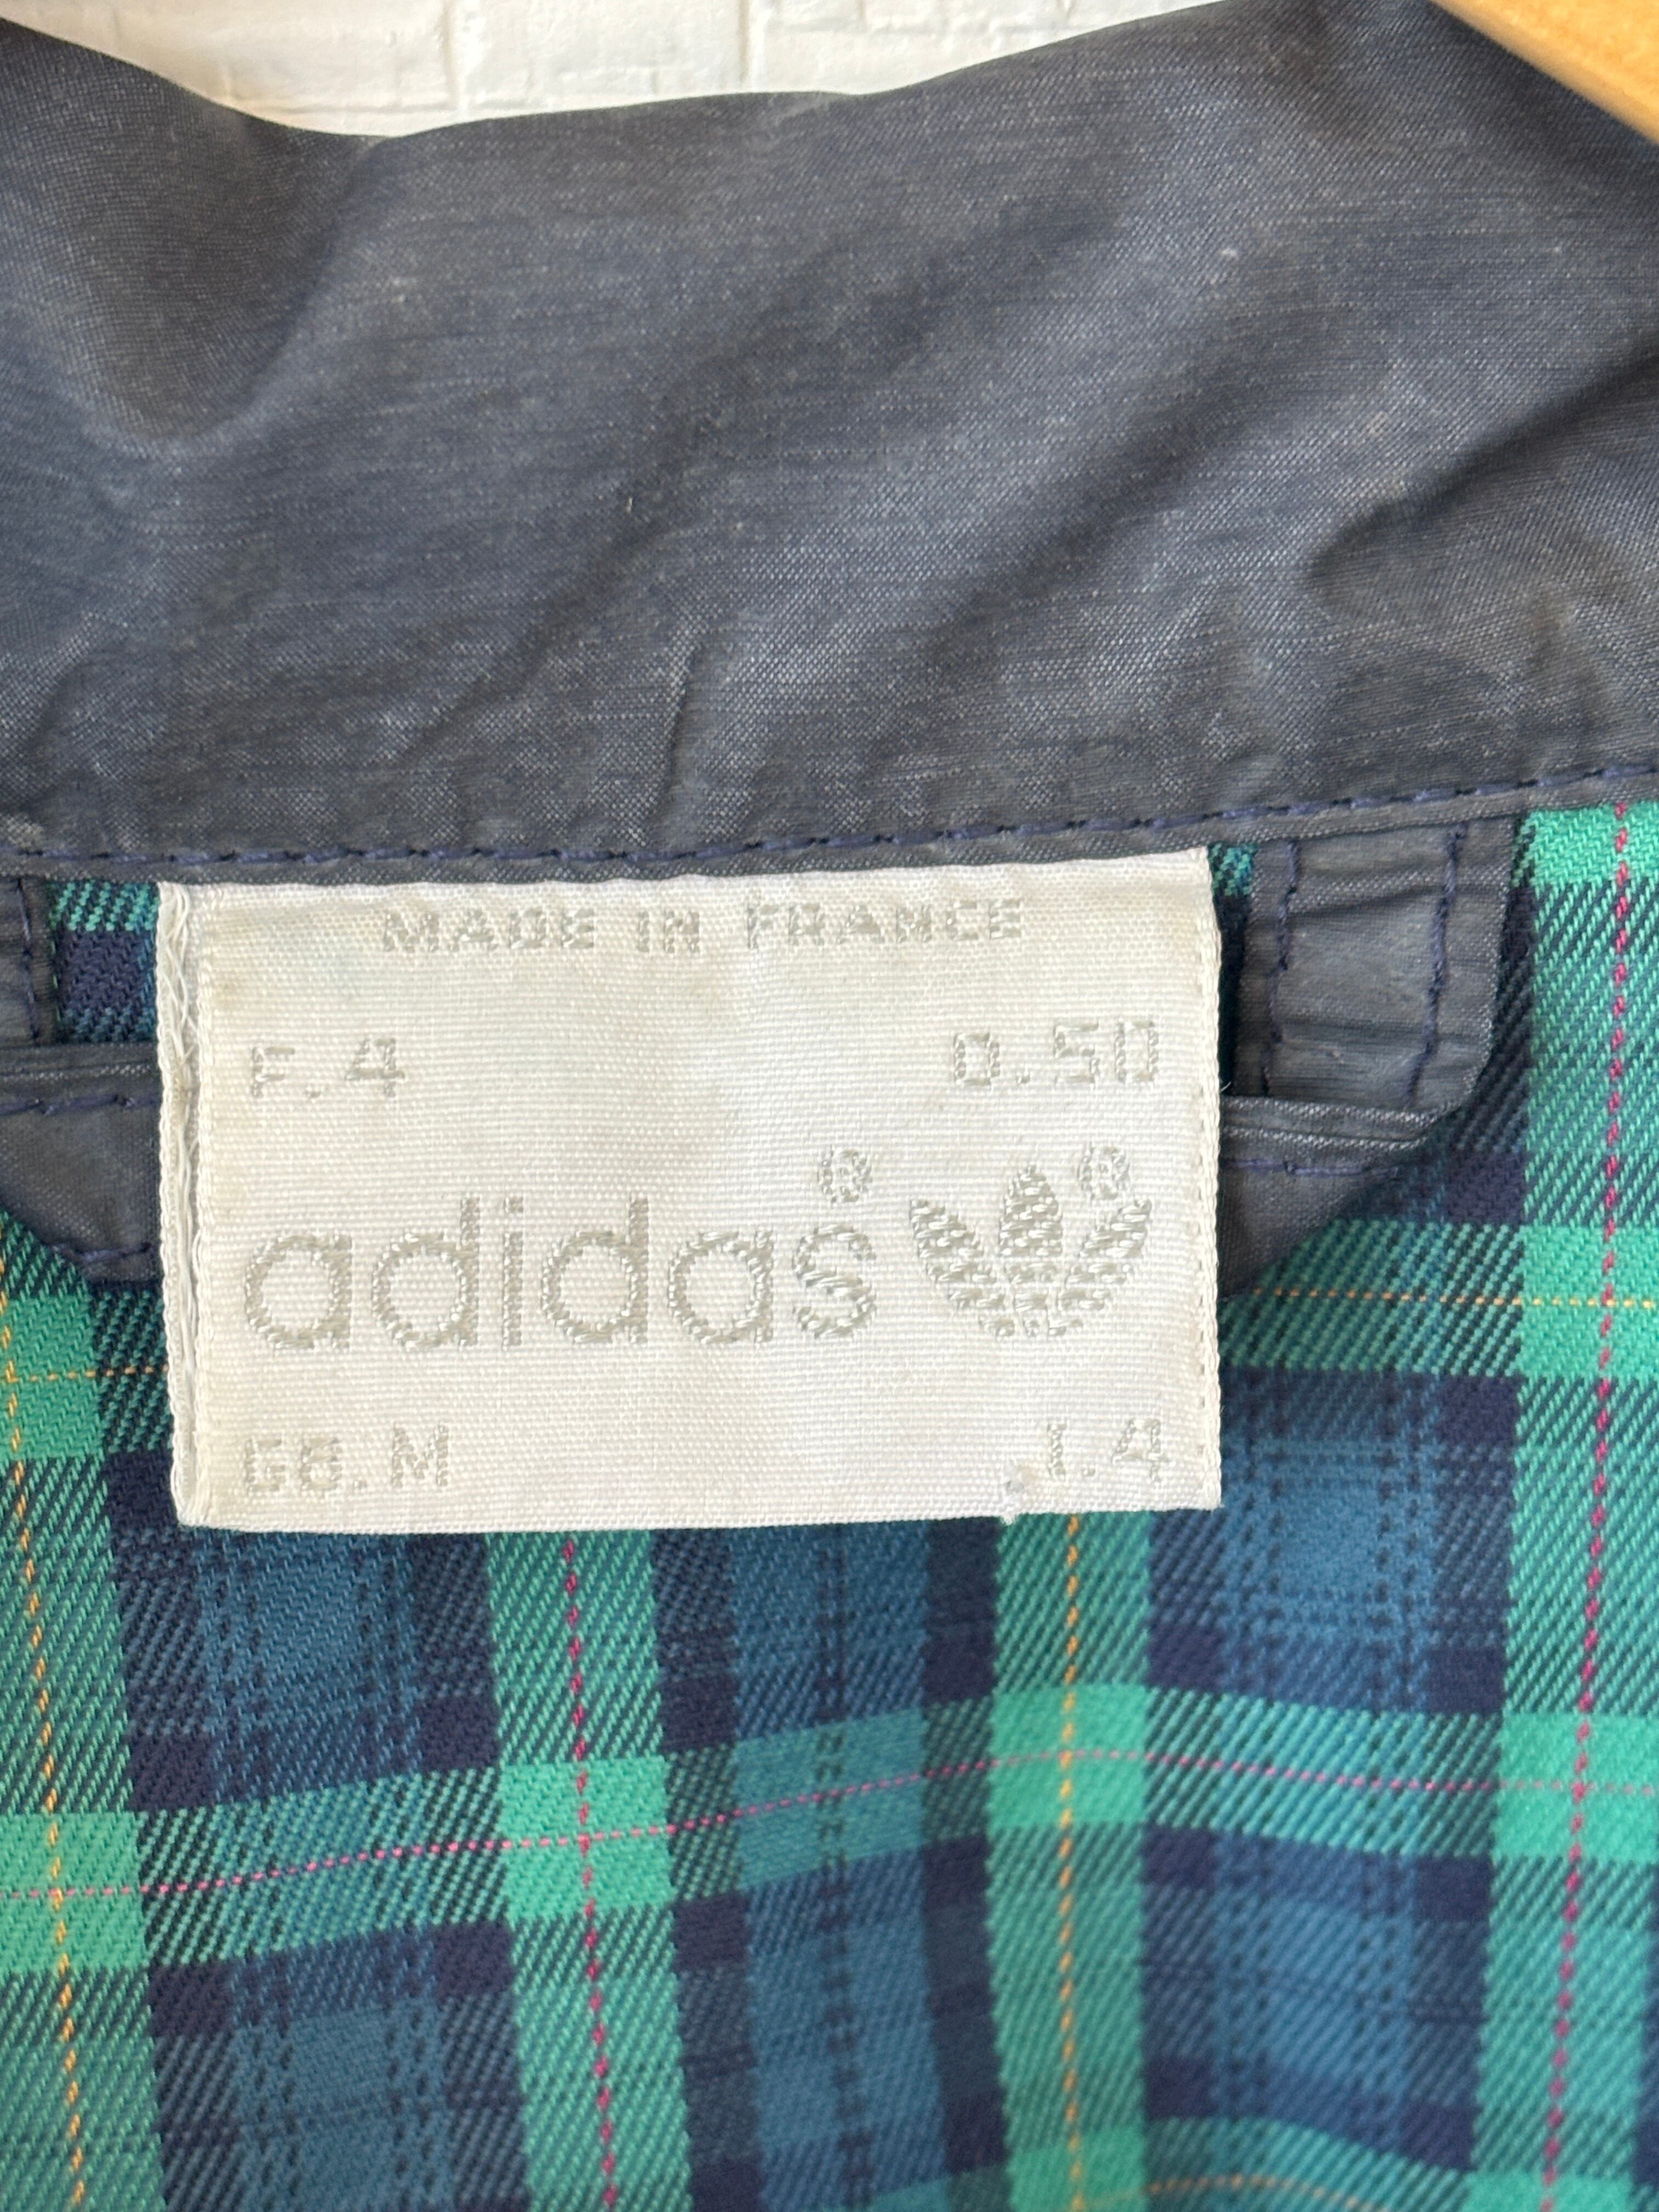 MADE IN FRANCE
F.4 D.50
adidas® ®
GB.M I.4